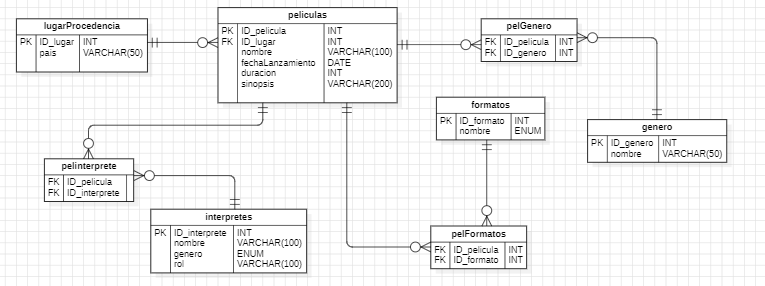 lugarProcedencia
PK ID_lugar INT
pais VARCHAR(50)
peliculas
PK ID_pelicula INT
FK ID_lugar INT
nombre VARCHAR(100)
fechaLanzamiento DATE
duracion INT
sinopsis VARCHAR(200)
pelGenero
FK ID_pelicula INT
FK ID_genero INT
formatos
PK ID_formato INT
nombre ENUM
genero
PK ID_genero INT
nombre VARCHAR(50)
pelinterprete
FK ID_pelicula
FK ID_interprete
interpretes
PK ID_interprete INT
nombre VARCHAR(100)
genero ENUM
rol VARCHAR(100)
pelFormatos
FK ID_pelicula INT
FK ID_formato INT